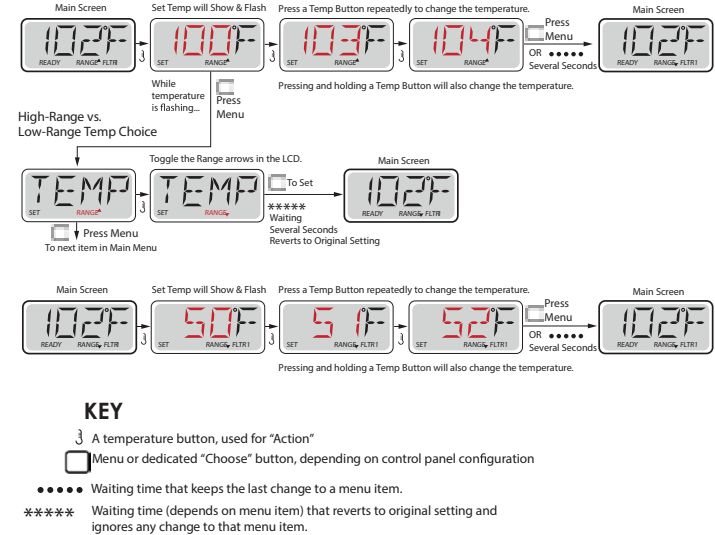 Main Screen
Set Temp will Show & Flash
Press a Temp Button repeatedly to change the temperature.
Main Screen
102°F
READY RANGE FLTR1
100°F
SET RANGE
103°F
SET RANGE
104°F
SET RANGE
Press
Menu
OR
Several Seconds
102°F
READY RANGE FLTR1
Pressing and holding a Temp Button will also change the temperature.
While
temperature
is flashing...
Press
Menu
High-Range vs.
Low-Range Temp Choice
Toggle the Range arrows in the LCD.
Main Screen
TEMP
SET RANGE
TEMP
SET RANGE
To Set
*****
Waiting
Several Seconds
Reverts to Original Setting
102°F
READY RANGE FLTR1
Press Menu
To next item in Main Menu
Main Screen
Set Temp will Show & Flash
Press a Temp Button repeatedly to change the temperature.
Main Screen
102°F
READY RANGE FLTR1
50°F
SET RANGE FLTR1
51°F
SET RANGE FLTR1
52°F
SET RANGE FLTR1
Press
Menu
OR
Several Seconds
102°F
READY RANGE FLTR1
Pressing and holding a Temp Button will also change the temperature.
KEY
A temperature button, used for “Action”
Menu or dedicated “Choose” button, depending on control panel configuration
••••• Waiting time that keeps the last change to a menu item.
***** Waiting time (depends on menu item) that reverts to original setting and
ignores any change to that menu item.